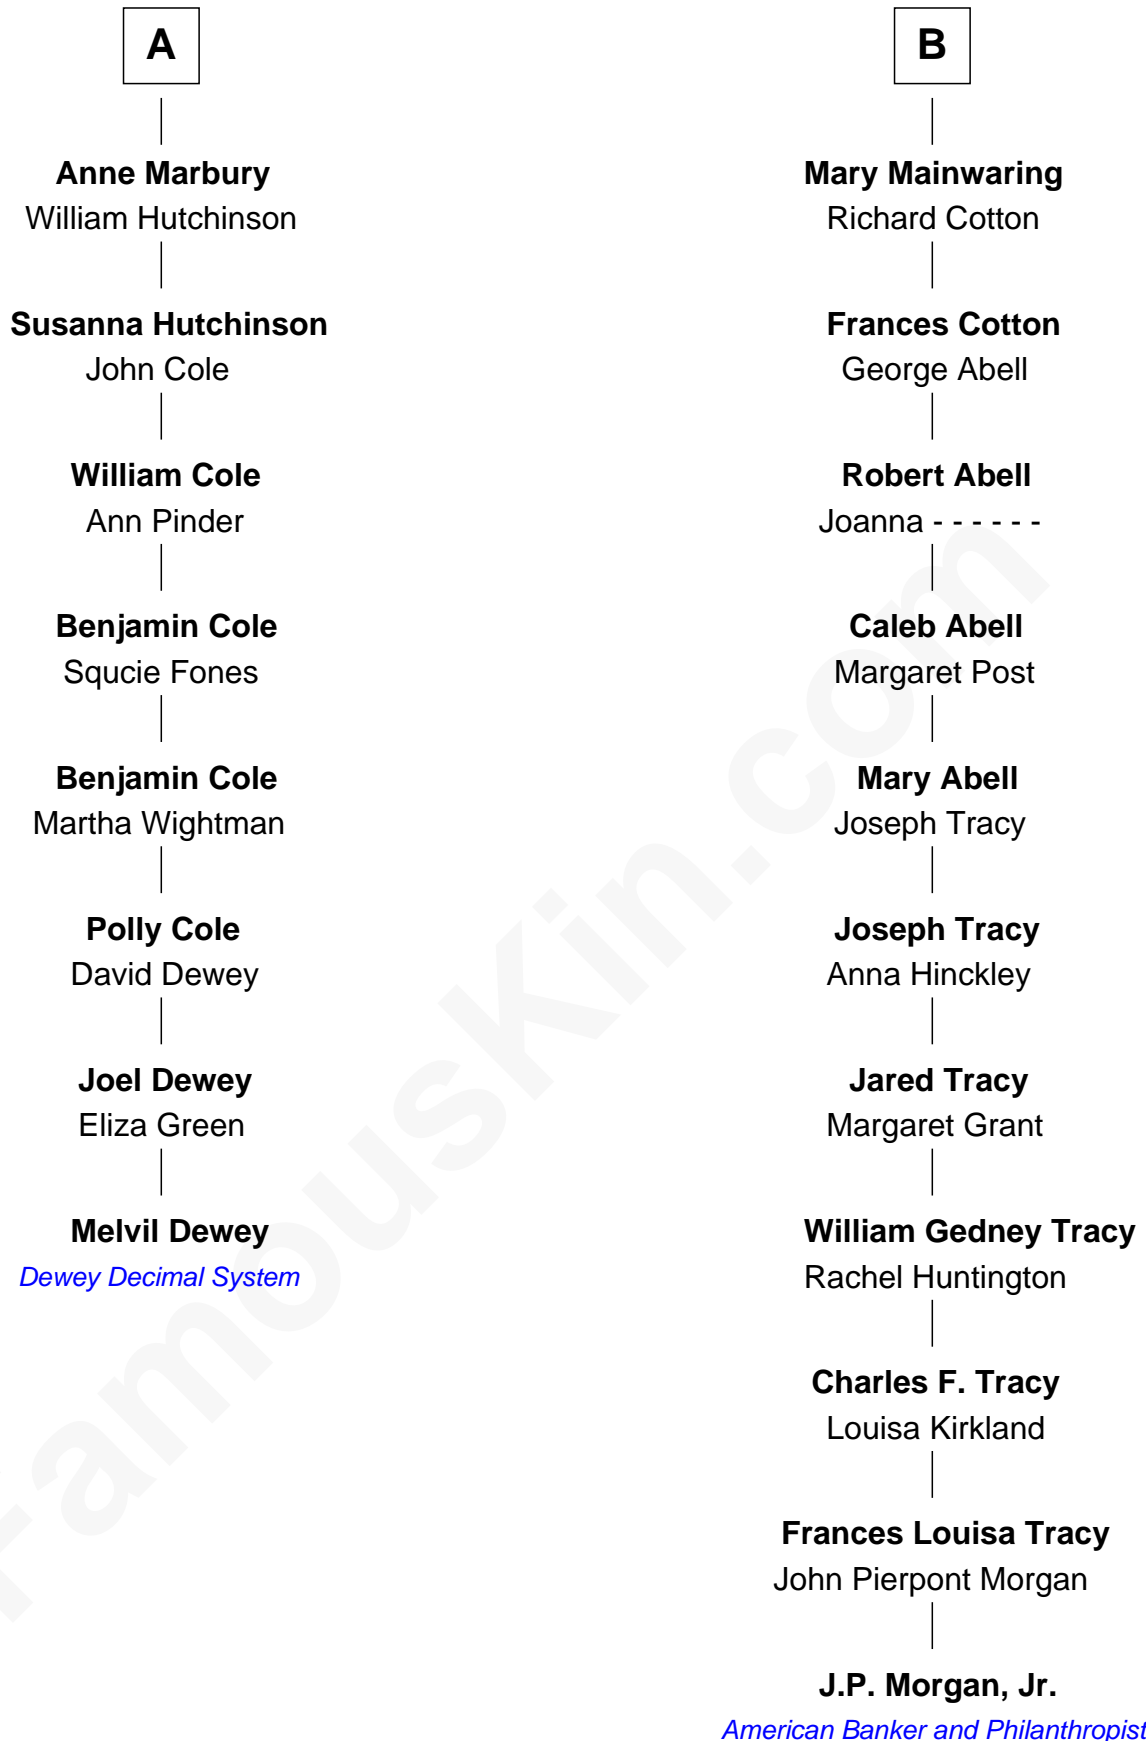 A
Anne Marbury
William Hutchinson
Susanna Hutchinson
John Cole
William Cole
Ann Pinder
Benjamin Cole
Squcie Fones
Benjamin Cole
Martha Wightman
Polly Cole
David Dewey
Joel Dewey
Eliza Green
Melvil Dewey
Dewey Decimal System
B
Mary Mainwaring
Richard Cotton
Frances Cotton
George Abell
Robert Abell
Joanna - - - - - -
Caleb Abell
Margaret Post
Mary Abell
Joseph Tracy
Joseph Tracy
Anna Hinckley
Jared Tracy
Margaret Grant
William Gedney Tracy
Rachel Huntington
Charles F. Tracy
Louisa Kirkland
Frances Louisa Tracy
John Pierpont Morgan
J.P. Morgan, Jr.
American Banker and Philanthropist
FamousKin.com